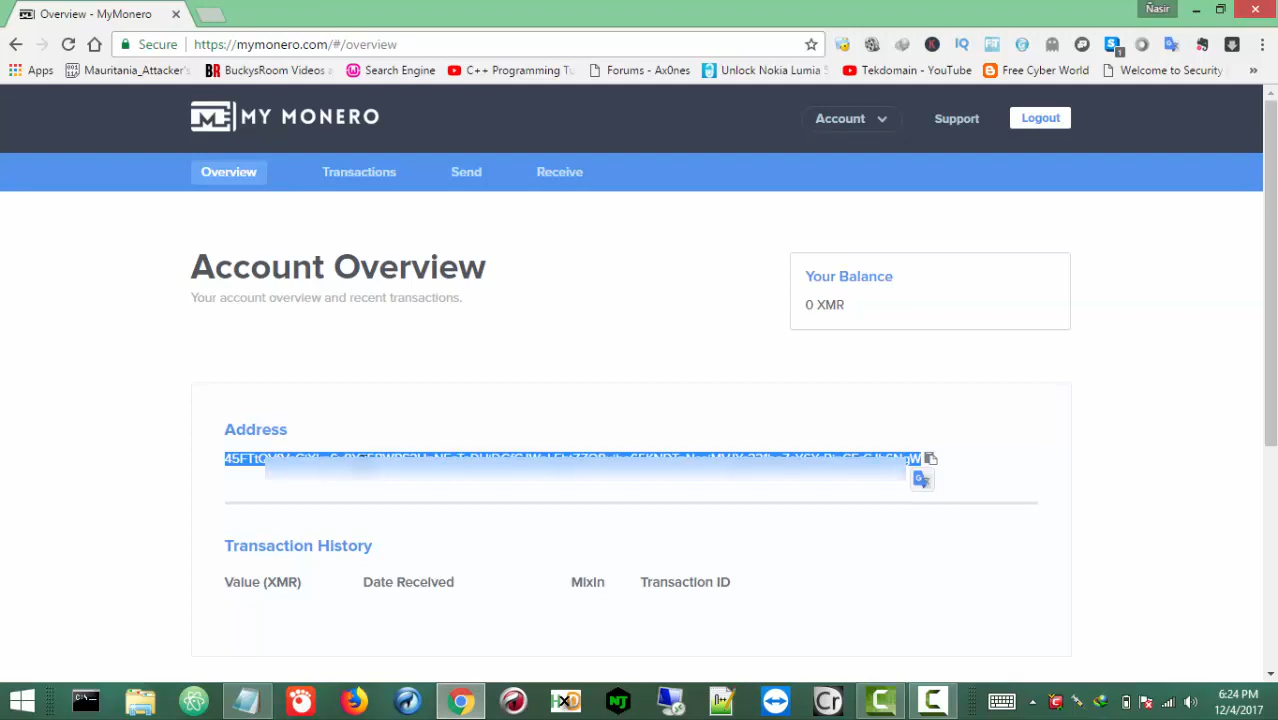 Overview - MyMonero
Nasir
Secure
https://mymonero.com/#/overview
Apps
Mauritania_Attacker's
BuckysRoom Videos
Search Engine
C++ Programming Tu
Forums - Ax0nes
Unlock Nokia Lumia
Tekdomain - YouTube
Free Cyber World
Welcome to Security
MY MONERO
Account
Support
Logout
Overview
Transactions
Send
Receive
Account Overview
Your account overview and recent transactions.
Your Balance
0 XMR
Address
Transaction History
Value (XMR)
Date Received
MixIn
Transaction ID
6:24 PM
12/4/2017